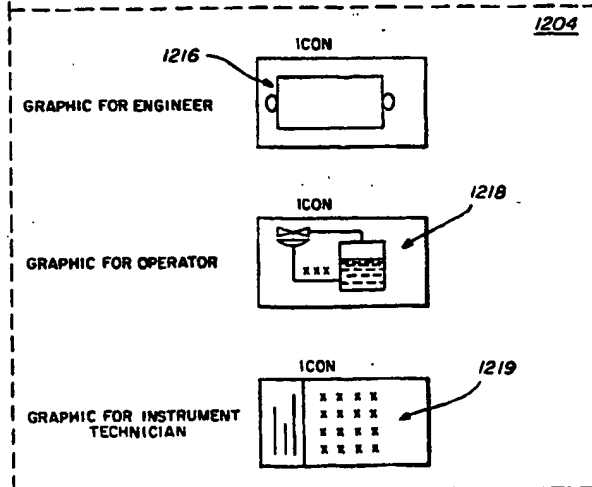 1204
ICON
1216
GRAPHIC FOR ENGINEER
ICON
1218
GRAPHIC FOR OPERATOR
x x x
ICON
1219
GRAPHIC FOR INSTRUMENT
TECHNICIAN
x x x x
x x x x
x x x x
x x x x